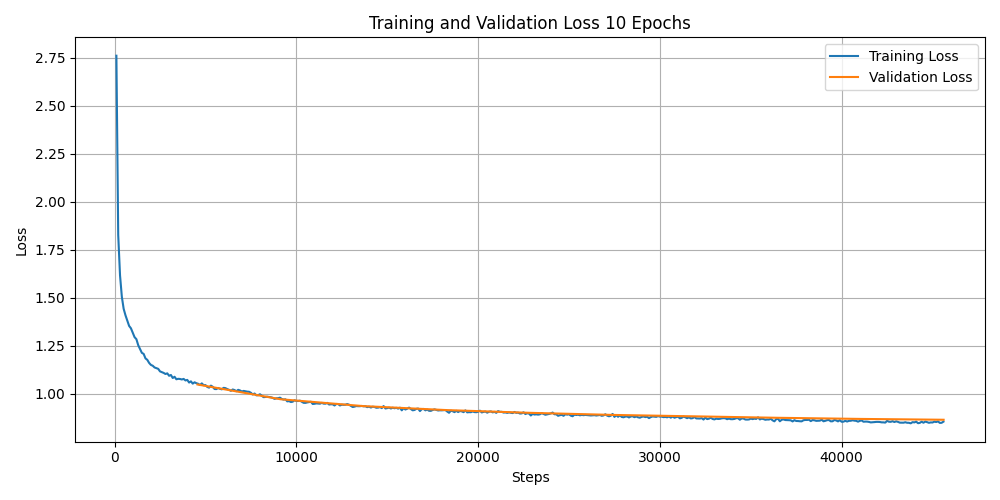 Training and Validation Loss 10 Epochs
Training Loss
Validation Loss
Loss
2.75
2.50
2.25
2.00
1.75
1.50
1.25
1.00
0
10000
20000
30000
40000
Steps